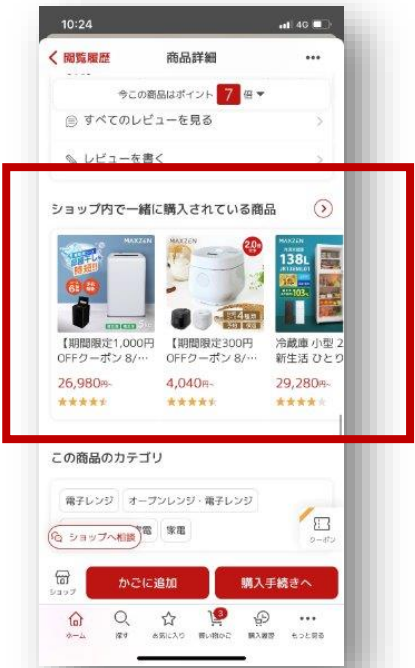 10:24
4G
閲覧履歴
商品詳細
今この商品はポイント 7 倍
すべてのレビューを見る
レビューを書く
ショップ内で一緒に購入されている商品
MAXZEN
MAXZEN
2.0
MAXZEN
138L
【期間限定1,000円
OFFクーポン 8/…
【期間限定300円
OFFクーポン 8/…
冷蔵庫 小型 2
新生活 ひとり
26,980円~
4,040円~
29,280円~
この商品のカテゴリ
電子レンジ
オーブンレンジ・電子レンジ
ショップへ相談
家電
クーポン
ショップ
かごに追加
購入手続きへ
3
ホーム
探す
お気に入り
買い物かご
購入履歴
もっと見る